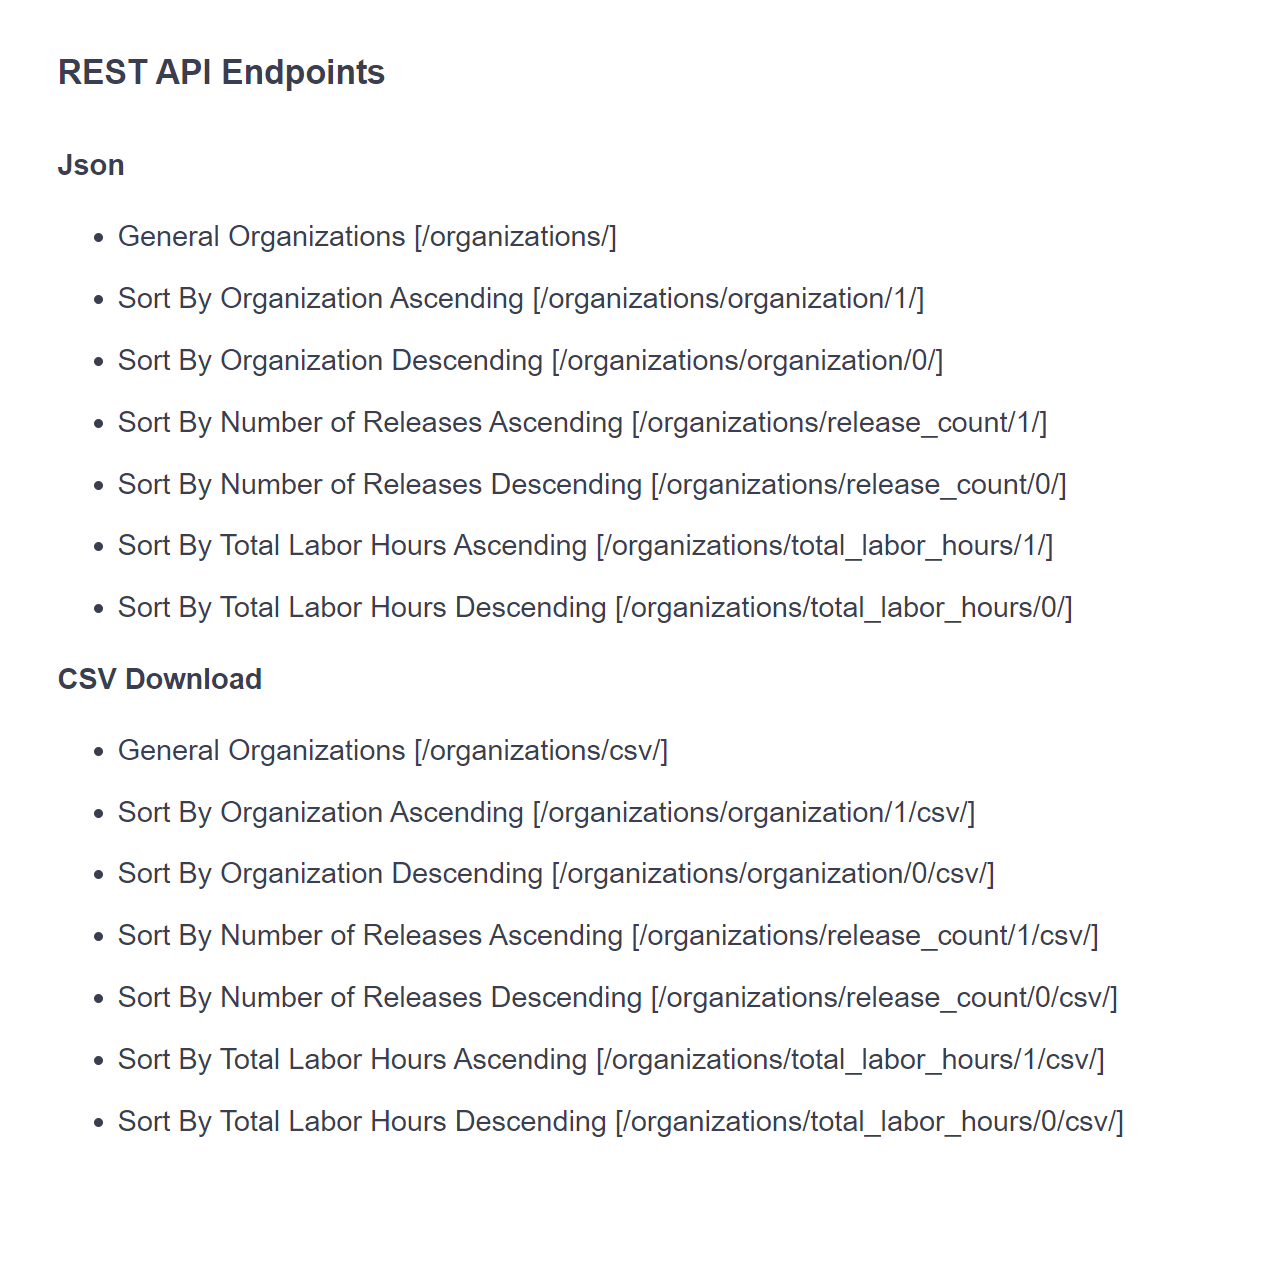 REST API Endpoints
Json
• General Organizations [/organizations/]
• Sort By Organization Ascending [/organizations/organization/1/]
• Sort By Organization Descending [/organizations/organization/0/]
• Sort By Number of Releases Ascending [/organizations/release_count/1/]
• Sort By Number of Releases Descending [/organizations/release_count/0/]
• Sort By Total Labor Hours Ascending [/organizations/total_labor_hours/1/]
• Sort By Total Labor Hours Descending [/organizations/total_labor_hours/0/]
CSV Download
• General Organizations [/organizations/csv/]
• Sort By Organization Ascending [/organizations/organization/1/csv/]
• Sort By Organization Descending [/organizations/organization/0/csv/]
• Sort By Number of Releases Ascending [/organizations/release_count/1/csv/]
• Sort By Number of Releases Descending [/organizations/release_count/0/csv/]
• Sort By Total Labor Hours Ascending [/organizations/total_labor_hours/1/csv/]
• Sort By Total Labor Hours Descending [/organizations/total_labor_hours/0/csv/]